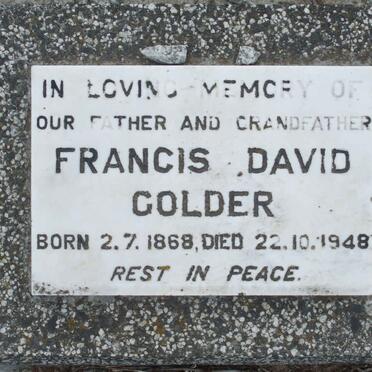 IN LOVING MEMORY OF
OUR FATHER AND GRANDFATHER
FRANCIS DAVID
GOLDER
BORN 2.7.1868, DIED 22.10.1948
REST IN PEACE.